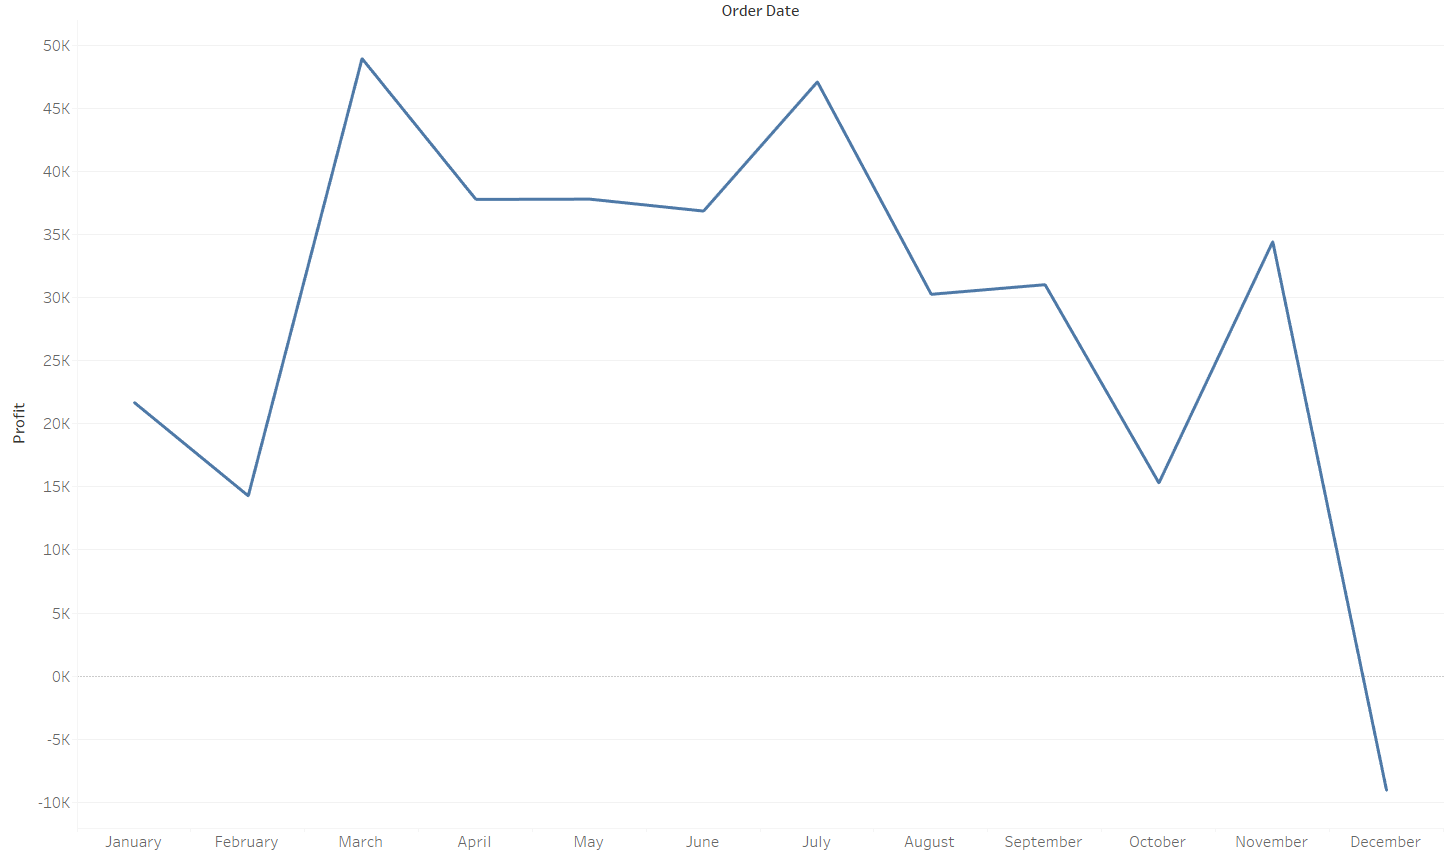 Order Date
50K
45K
40K
35K
30K
25K
20K
15K
10K
5K
0K
-5K
-10K
Profit
January February March April May June July August September October November December